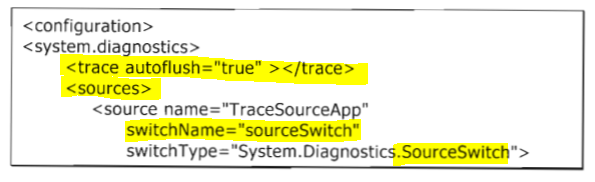 <configuration>
<system.diagnostics>
<trace autoflush="true" ></trace>
<sources>
<source name="TraceSourceApp"
switchName="sourceSwitch"
switchType="System.Diagnostics.SourceSwitch">